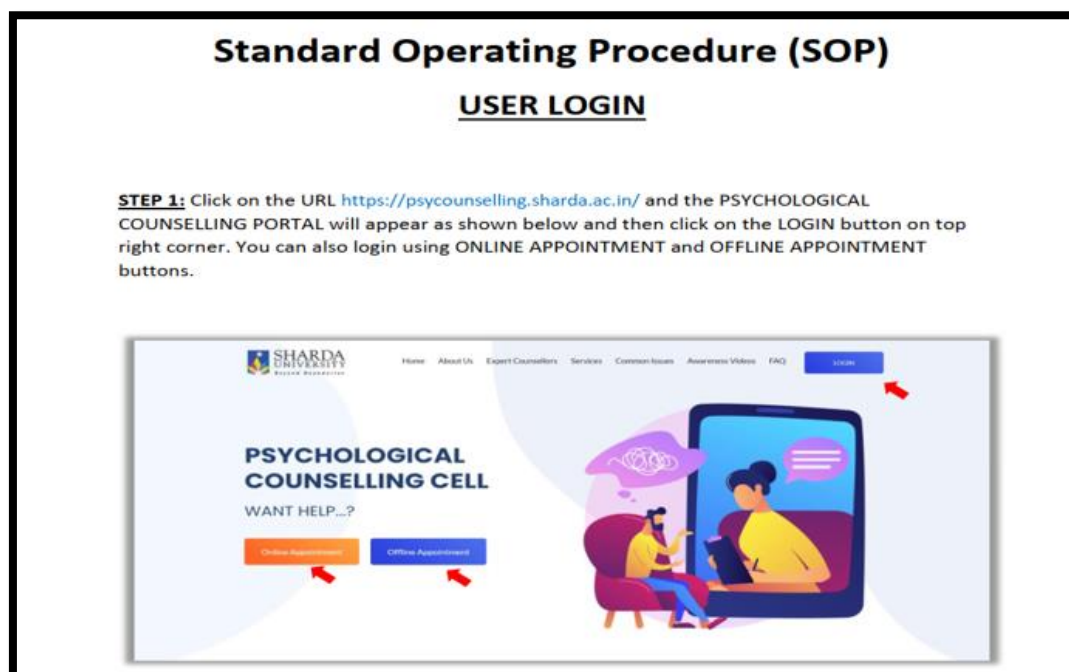 Standard Operating Procedure (SOP)
USER LOGIN
STEP 1: Click on the URL https://psycounselling.sharda.ac.in/ and the PSYCHOLOGICAL
COUNSELLING PORTAL will appear as shown below and then click on the LOGIN button on top
right corner. You can also login using ONLINE APPOINTMENT and OFFLINE APPOINTMENT
buttons.
SHARDA
UNIVERSITY
Beyond Boundaries
Home About Us Expert Counsellors Services Common Issues Awareness Videos FAQ LOGIN
PSYCHOLOGICAL
COUNSELLING CELL
WANT HELP...?
Online Appointment Offline Appointment